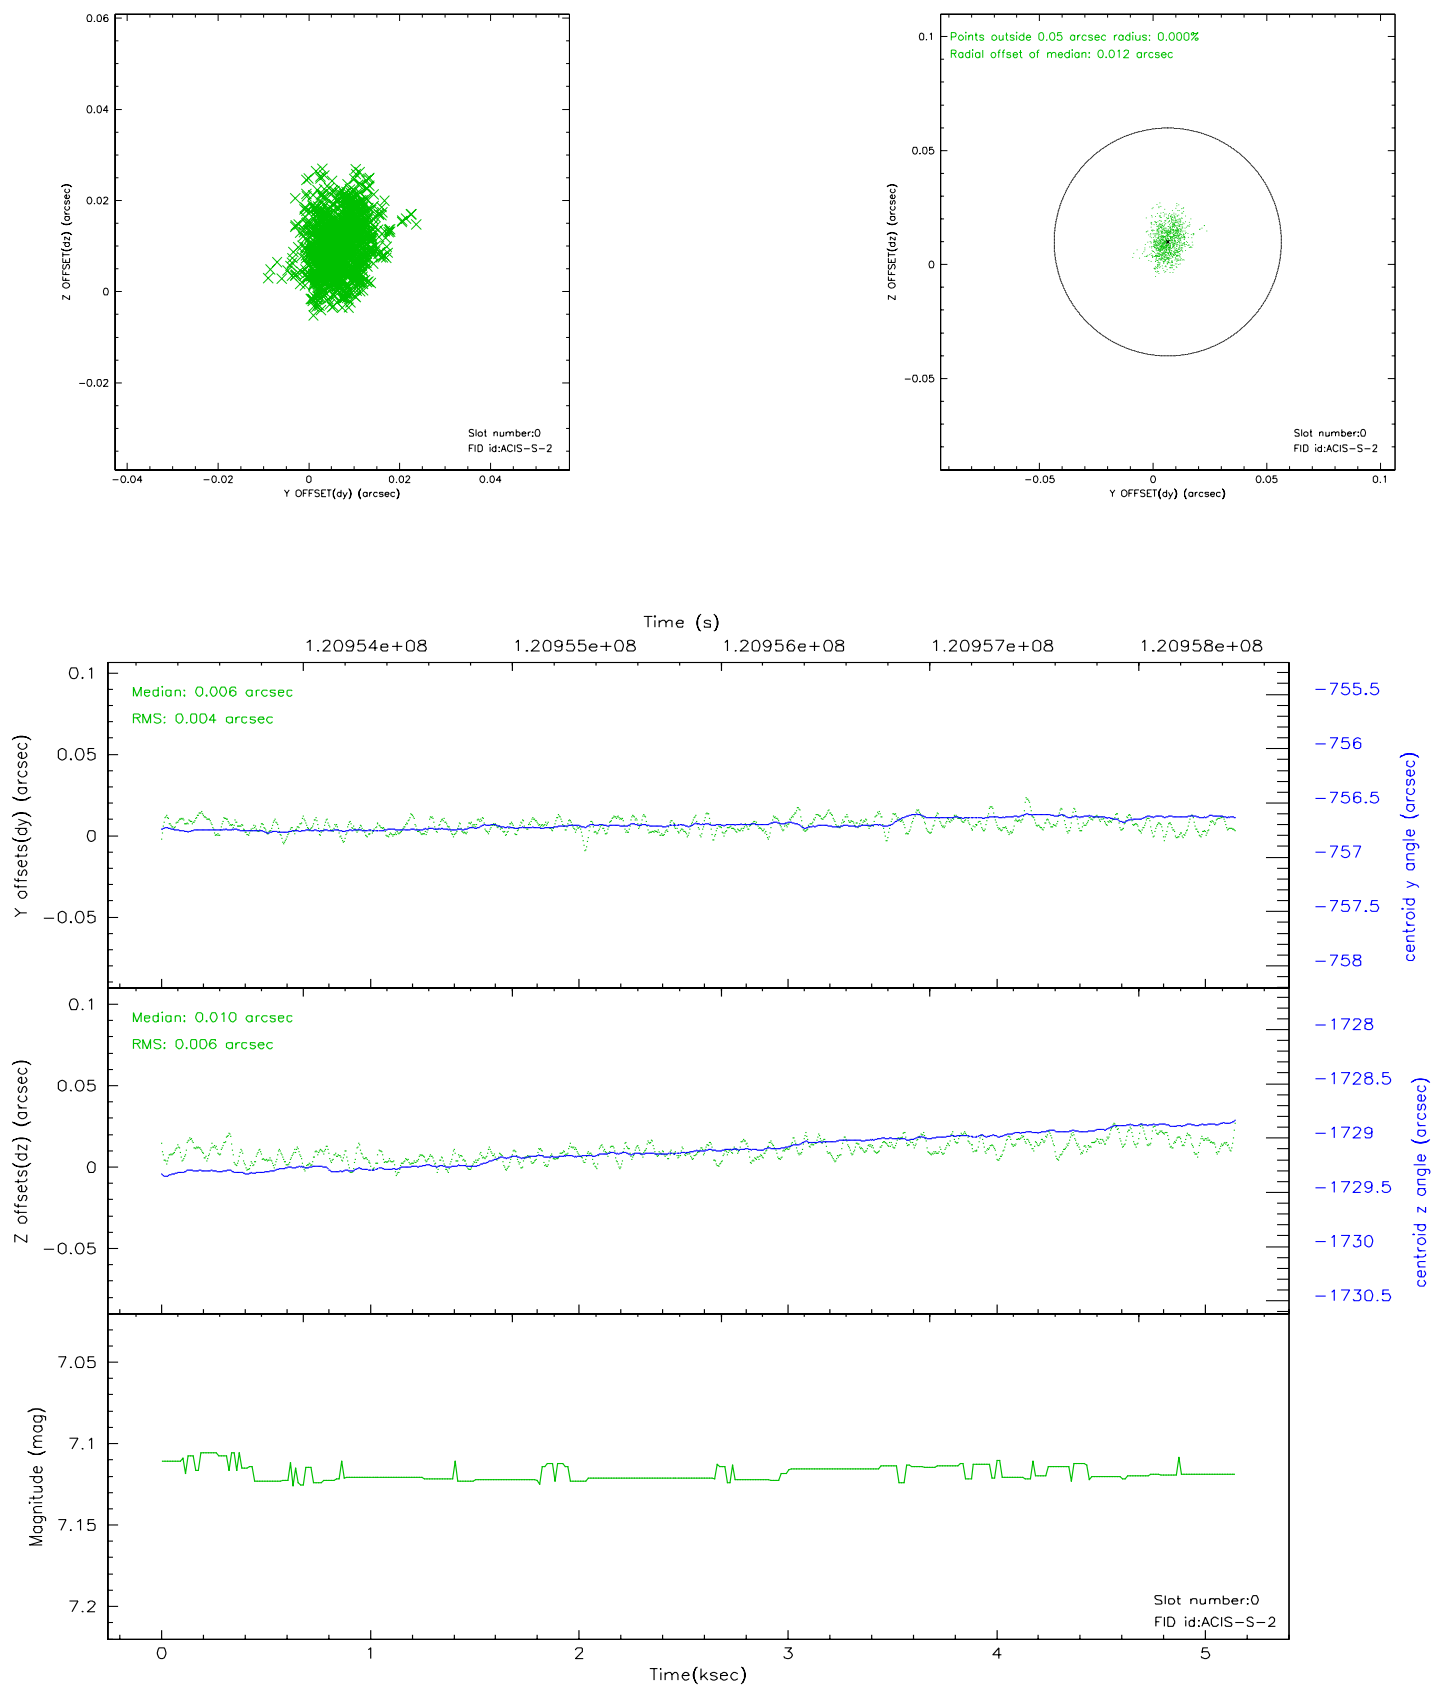 0.06
0.04
0.02
0
-0.02
Z OFFSET(dz) (arcsec)
Slot number:0
FID id:ACIS-S-2
-0.04 -0.02 0 0.02 0.04
Y OFFSET(dy) (arcsec)
Points outside 0.05 arcsec radius: 0.000%
Radial offset of median: 0.012 arcsec
0.1
0.05
0
-0.05
Z OFFSET(dz) (arcsec)
Slot number:0
FID id:ACIS-S-2
-0.05 0 0.05 0.1
Y OFFSET(dy) (arcsec)
Time (s)
1.20954e+08 1.20955e+08 1.20956e+08 1.20957e+08 1.20958e+08
Median: 0.006 arcsec
RMS: 0.004 arcsec
0.1
0.05
0
-0.05
Y offsets(dy) (arcsec)
-755.5
-756
-756.5
-757
-757.5
-758
centroid y angle (arcsec)
Median: 0.010 arcsec
RMS: 0.006 arcsec
0.1
0.05
0
-0.05
Z offsets(dz) (arcsec)
-1728
-1728.5
-1729
-1729.5
-1730
-1730.5
centroid z angle (arcsec)
7.05
7.1
7.15
7.2
Magnitude (mag)
Slot number:0
FID id:ACIS-S-2
0 1 2 3 4 5
Time(ksec)